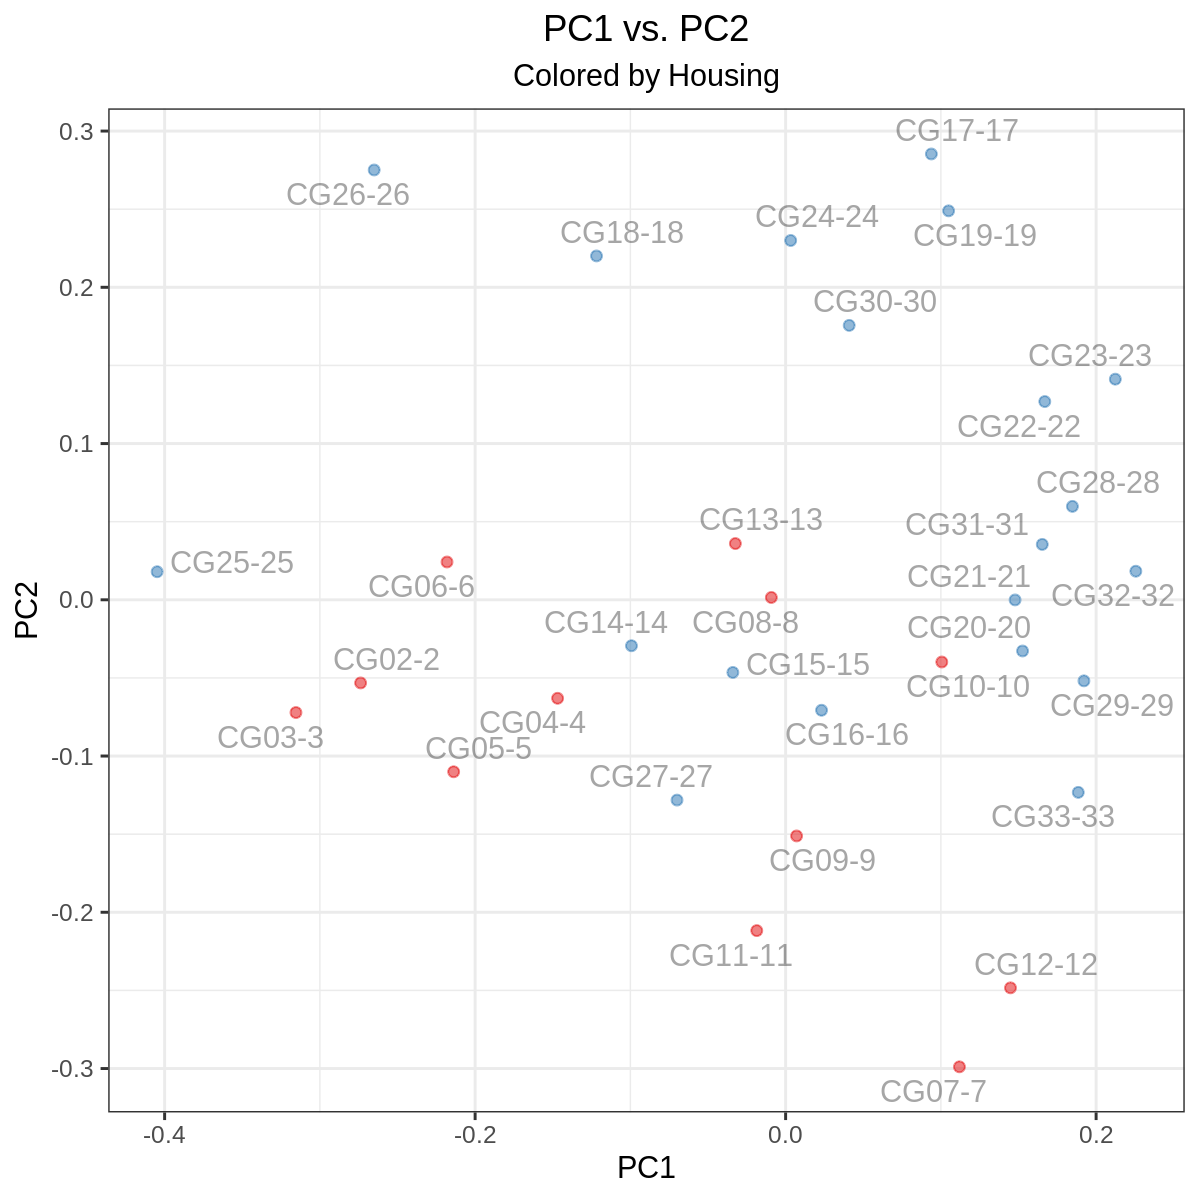 PC1 vs. PC2
Colored by Housing
0.3
CG17-17
CG26-26
CG24-24
CG18-18
CG19-19
0.2
CG30-30
CG23-23
CG22-22
0.1
CG28-28
CG13-13
CG31-31
CG25-25
CG06-6
CG21-21
CG32-32
0.0
PC2
CG14-14
CG08-8
CG20-20
CG02-2
CG15-15
CG10-10
CG29-29
CG03-3
CG04-4
CG16-16
CG05-5
-0.1
CG27-27
CG33-33
CG09-9
-0.2
CG11-11
CG12-12
-0.3
CG07-7
-0.4
-0.2
0.0
0.2
PC1